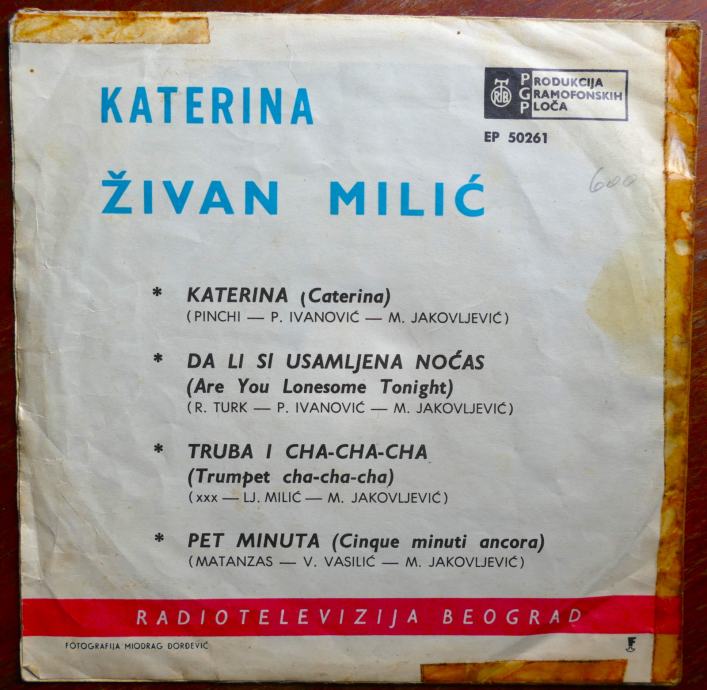 KATERINA
PRODUKCIJA
GRAMOFONSKIH
PLOČA
RTB
EP 50261
ŽIVAN MILIĆ
600
* KATERINA (Caterina)
(PINCHI — P. IVANOVIĆ — M. JAKOVLJEVIĆ)
* DA LI SI USAMLJENA NOĆAS
(Are You Lonesome Tonight)
(R. TURK — P. IVANOVIĆ — M. JAKOVLJEVIĆ)
* TRUBA I CHA-CHA-CHA
(Trumpet cha-cha-cha)
(xxx — LJ. MILIĆ — M. JAKOVLJEVIĆ)
* PET MINUTA (Cinque minuti ancora)
(MATANZAS — V. VASILIĆ — M. JAKOVLJEVIĆ)
RADIOTELEVIZIJA BEOGRAD
FOTOGRAFIJA MIODRAG ĐORĐEVIĆ